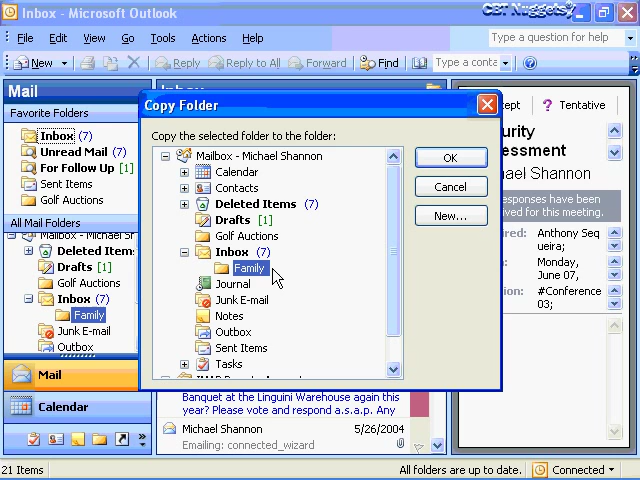 Inbox - Microsoft Outlook
CBT Nuggets
File Edit View Go Tools Actions Help
Type a question for help
New Reply Reply to All Forward Find Type a conta
Mail
Favorite Folders
Inbox (7)
Unread Mail (2)
For Follow Up [1]
Sent Items
Golf Auctions
All Mail Folders
Mailbox - Michael Sh
Deleted Item
Drafts [1]
Golf Auctions
Inbox (7)
Family
Junk E-mail
Outbox
Mail
Calendar
Inbox
Copy Folder
Copy the selected folder to the folder:
Mailbox - Michael Shannon
Calendar
Contacts
Deleted Items (7)
Drafts [1]
Golf Auctions
Inbox (7)
Family
Journal
Junk E-mail
Notes
Outbox
Sent Items
Tasks
OK
Cancel
New...
Banquet at the Linguini Warehouse again this
year? Please vote and respond a.s.a.p. Any
Michael Shannon 5/26/2004
Emailing: connected_wizard
ept ? Tentative
urity
essment
hael Shannon
esponses have been
ived for this meeting.
ired: Anthony Seq
ueira;
Monday,
June 07,
ion: #Conference
03;
21 Items
All folders are up to date. Connected